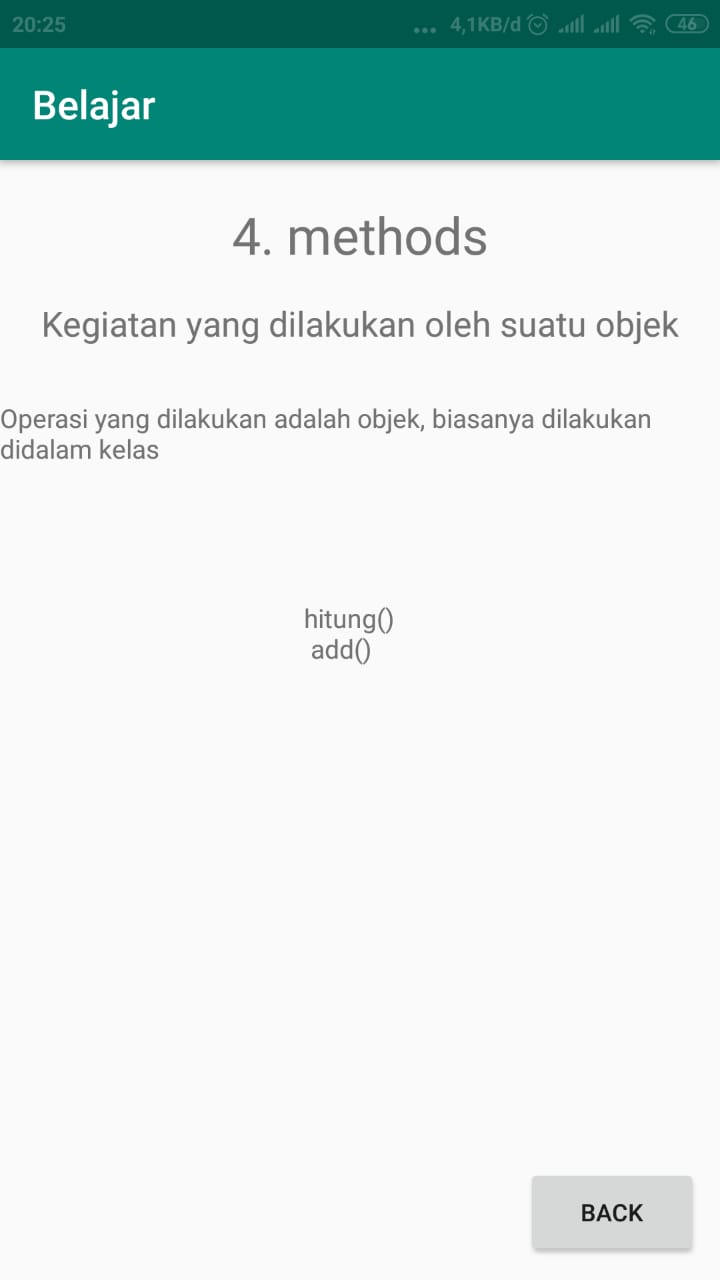 20:25
... 4,1KB/d 46
Belajar
4. methods
Kegiatan yang dilakukan oleh suatu objek
Operasi yang dilakukan adalah objek, biasanya dilakukan
didalam kelas
hitung()
add()
BACK